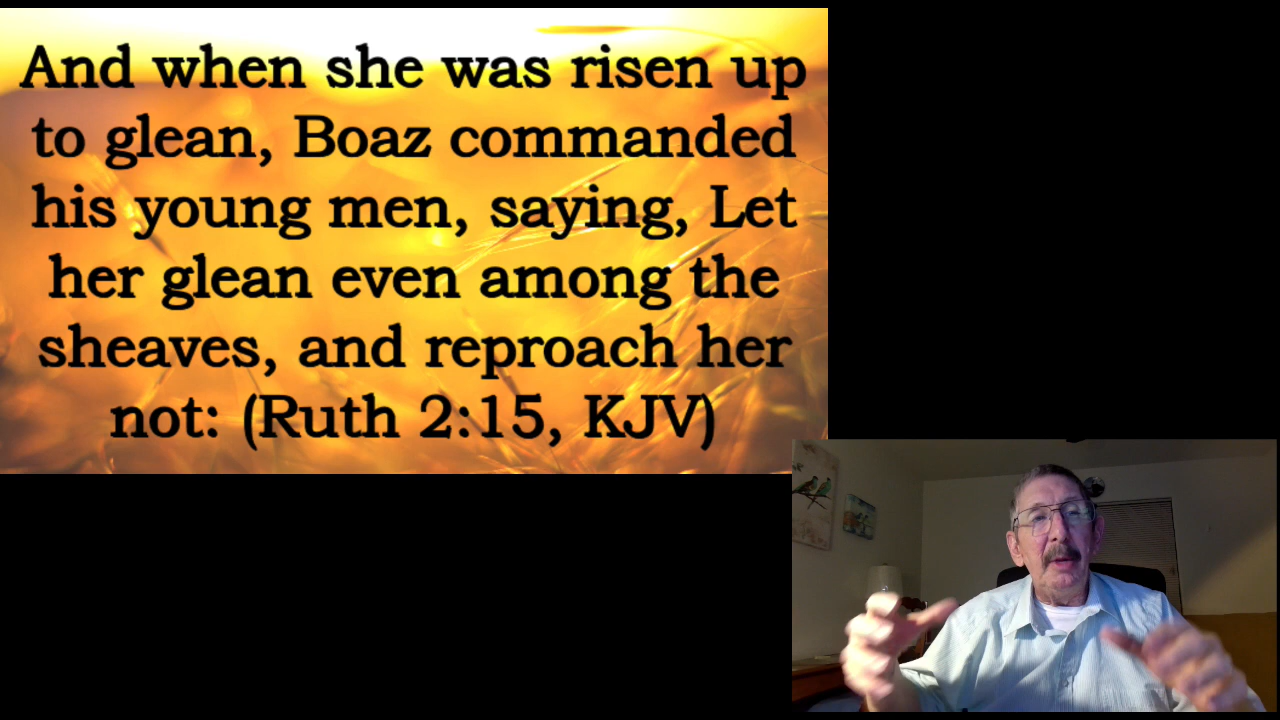 And when she was risen up
to glean, Boaz commanded
his young men, saying, Let
her glean even among the
sheaves, and reproach her
not: (Ruth 2:15, KJV)